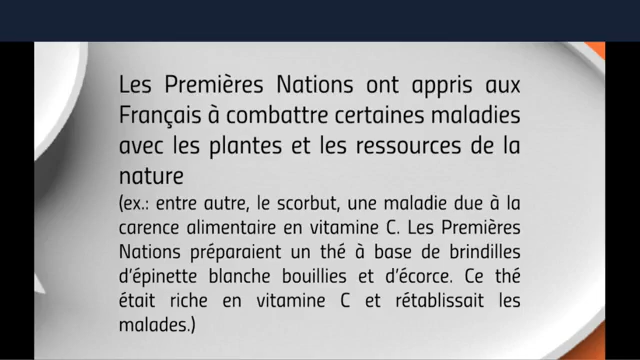 Les Premières Nations ont appris aux
Français à combattre certaines maladies
avec les plantes et les ressources de la
nature
(ex.: entre autre, le scorbut, une maladie due à la
carence alimentaire en vitamine C. Les Premières
Nations préparaient un thé à base de brindilles
d'épinette blanche bouillies et d'écorce. Ce thé
était riche en vitamine C et rétablissait les
malades.)